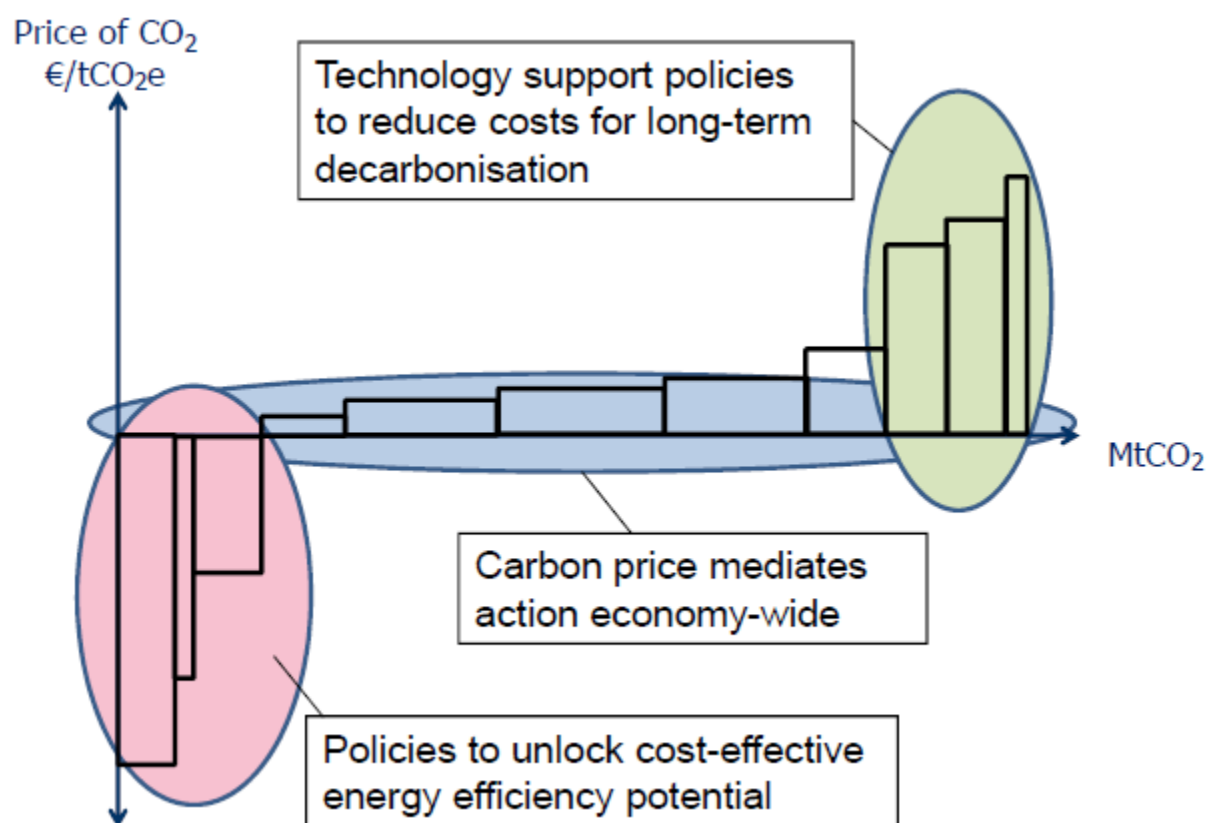 Price of CO₂
€/tCO₂e
Technology support policies
to reduce costs for long-term
decarbonisation
MtCO₂
Carbon price mediates
action economy-wide
Policies to unlock cost-effective
energy efficiency potential